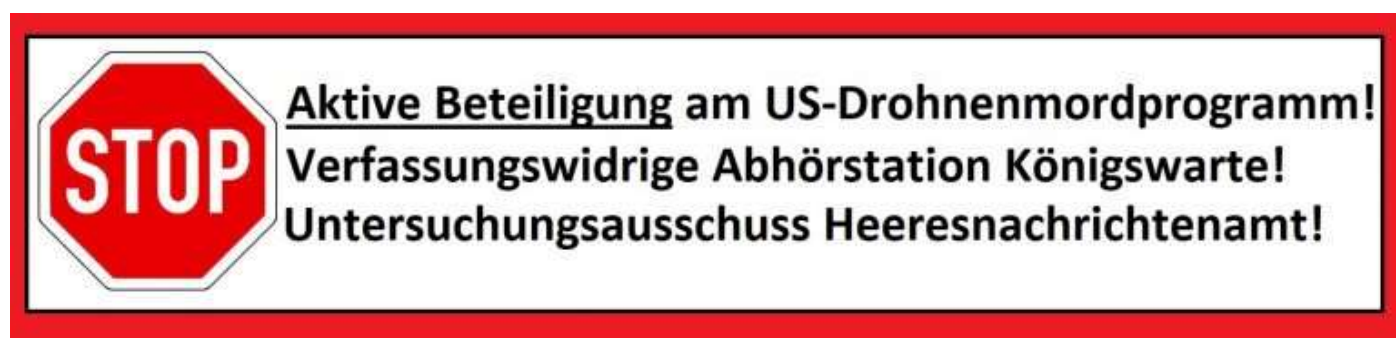 STOP
Aktive Beteiligung am US-Drohnenmordprogramm!
Verfassungswidrige Abhörstation Königswarte!
Untersuchungsausschuss Heeresnachrichtenamt!